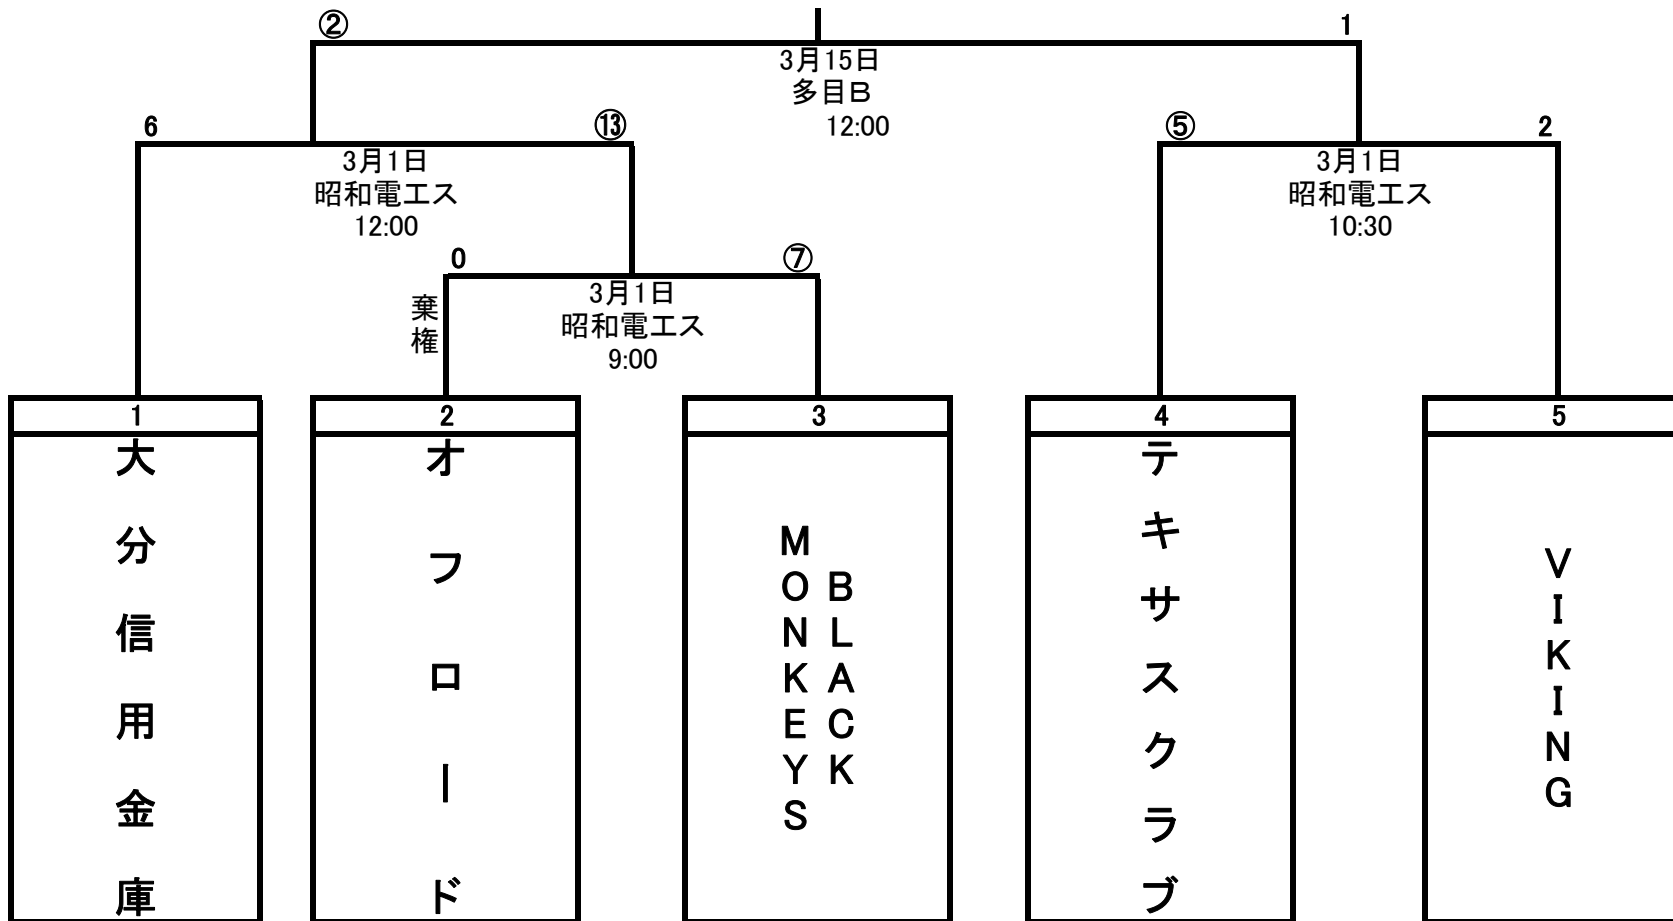 ② 1
3月15日
多目B
12:00
6 ⑬ ⑤ 2
3月1日
昭和電工ス
12:00
3月1日
昭和電工ス
10:30
0 ⑦
棄権
3月1日
昭和電工ス
9:00
1 2 3 4 5
大分信用金庫
オフロード
BLACK
MONKEYS
テキサスクラブ
VIKING